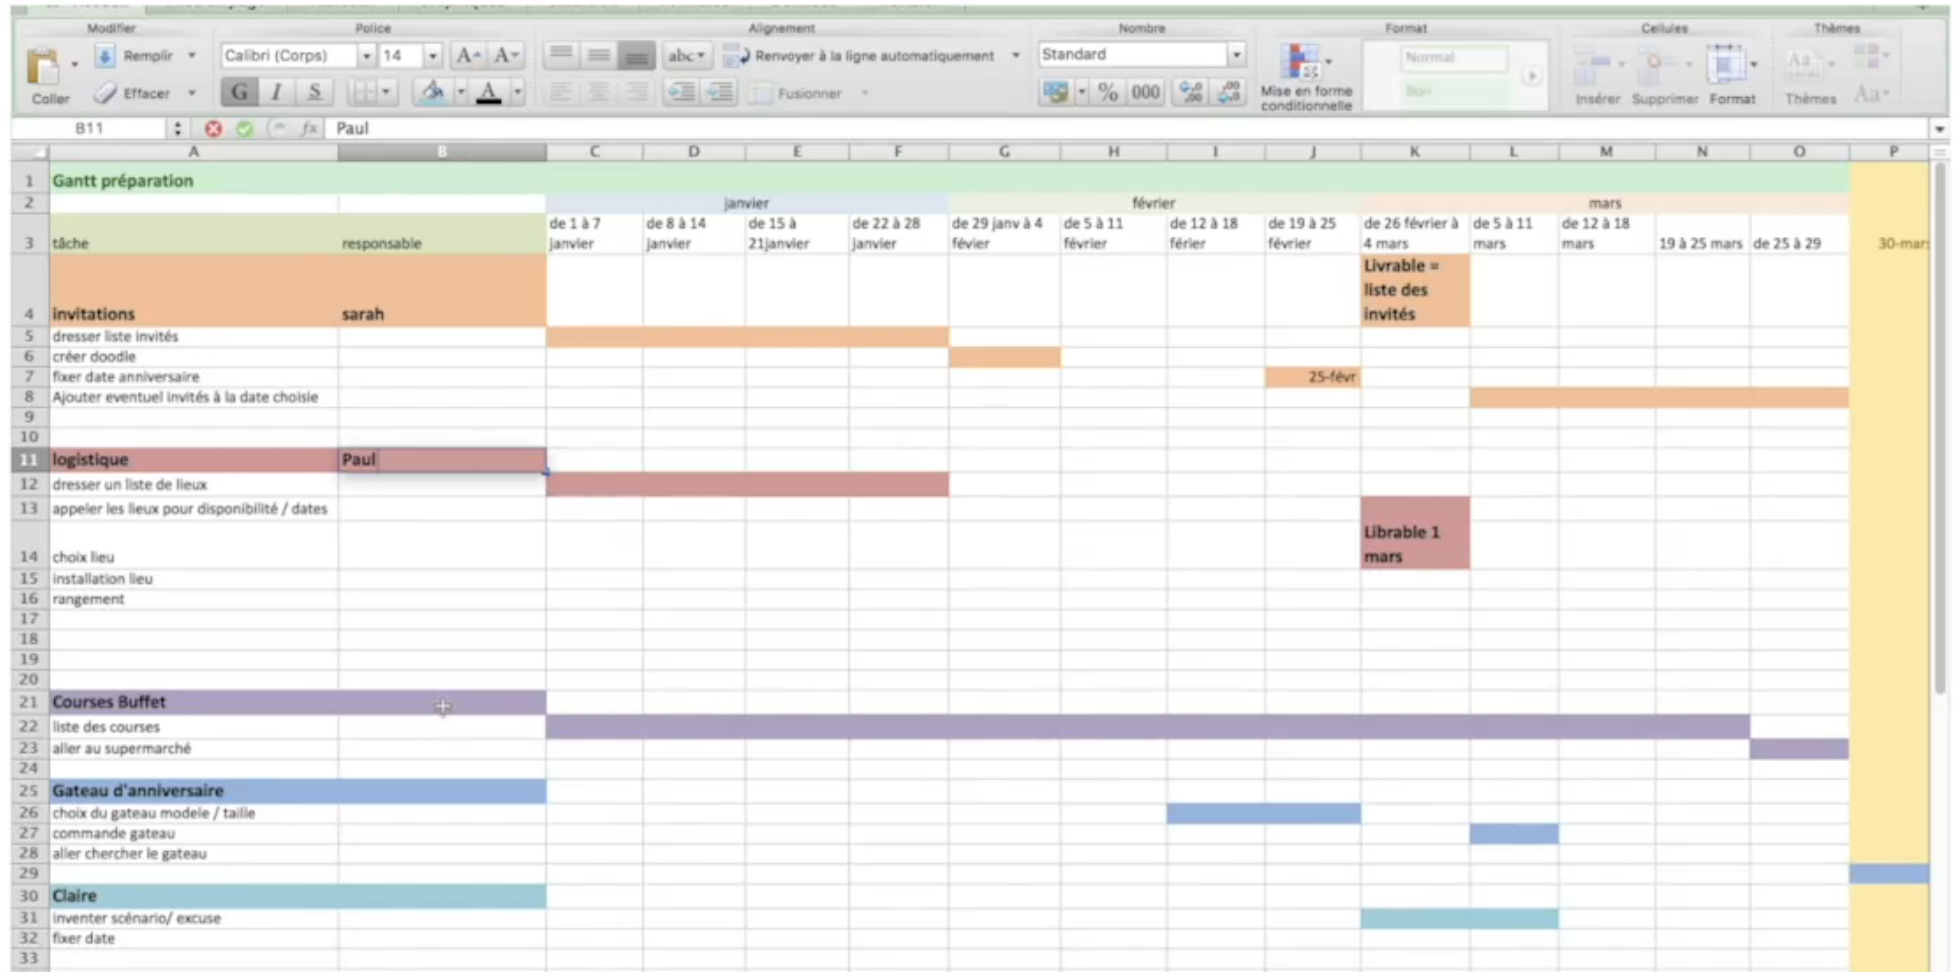 Modifier Police Alignement Nombre Format Cellules Thèmes
Remplir Calibri (Corps) 14 A A abc Renvoyer à la ligne automatiquement Standard Normal
Coller Effacer G I S A Fusionner % 000 Mise en forme conditionnelle Bon Insérer Supprimer Format Thèmes Aa
B11 fx Paul
A B C D E F G H I J K L M N O P
1 Gantt préparation
2 janvier février mars
3 tâche responsable de 1 à 7 janvier de 8 à 14 janvier de 15 à 21janvier de 22 à 28 janvier de 29 janv à 4 févier de 5 à 11 février de 12 à 18 férier de 19 à 25 février de 26 février à 4 mars de 5 à 11 mars de 12 à 18 mars 19 à 25 mars de 25 à 29 30-mar
4 invitations sarah Livrable = liste des invités
5 dresser liste invités
6 créer doodle
7 fixer date anniversaire 25-févr
8 Ajouter eventuel invités à la date choisie
9
10
11 logistique Paul
12 dresser un liste de lieux
13 appeler les lieux pour disponibilité / dates
14 choix lieu Librable 1 mars
15 installation lieu
16 rangement
17
18
19
20
21 Courses Buffet
22 liste des courses
23 aller au supermarché
24
25 Gateau d'anniversaire
26 choix du gateau modele / taille
27 commande gateau
28 aller chercher le gateau
29
30 Claire
31 inventer scénario/ excuse
32 fixer date
33